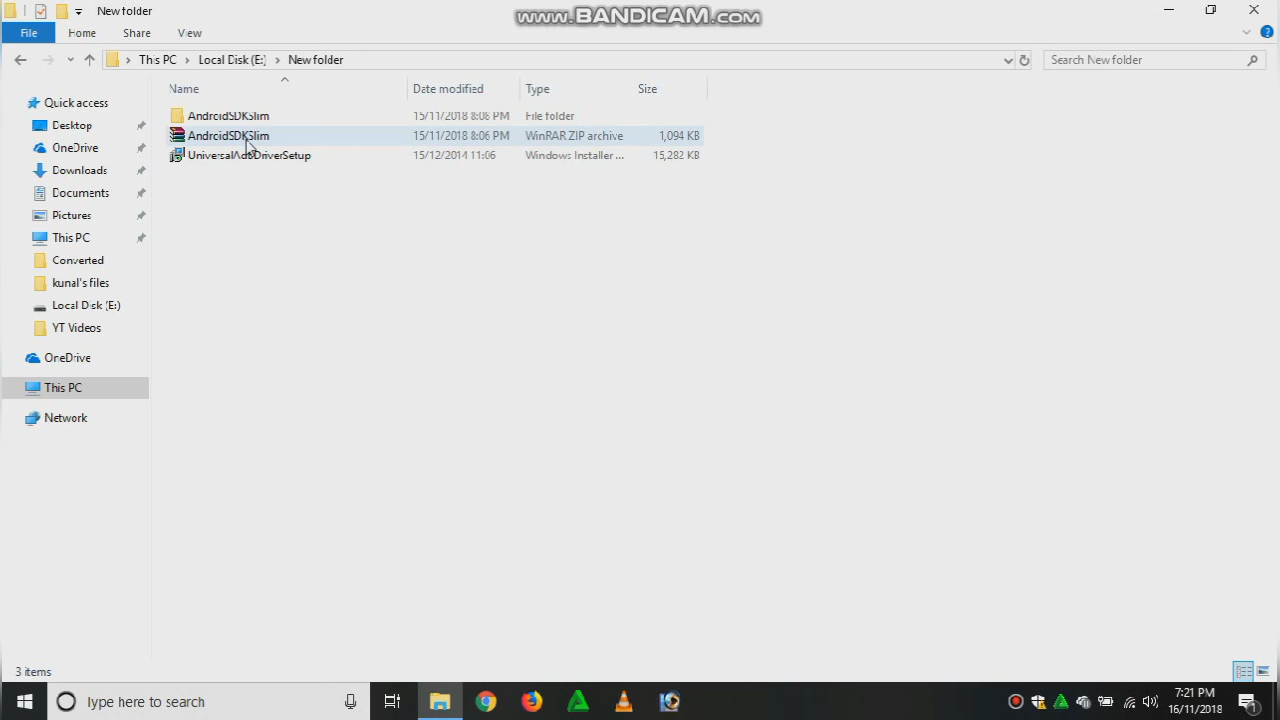 New folder
www.BANDICAM.com
File Home Share View
This PC Local Disk (E:) New folder
Search New folder
Name Date modified Type Size
AndroidSDKSlim 15/11/2018 8:08 PM File folder
AndroidSDKSlim 15/11/2018 8:06 PM WinRAR ZIP archive 1,094 KB
UniversalAdbDriverSetup 15/12/2014 11:06 Windows Installer ... 15,282 KB
Quick access
Desktop
OneDrive
Downloads
Documents
Pictures
This PC
Converted
kunal's files
Local Disk (E:)
YT Videos
OneDrive
This PC
Network
3 items
Type here to search
7:21 PM
16/11/2018
1